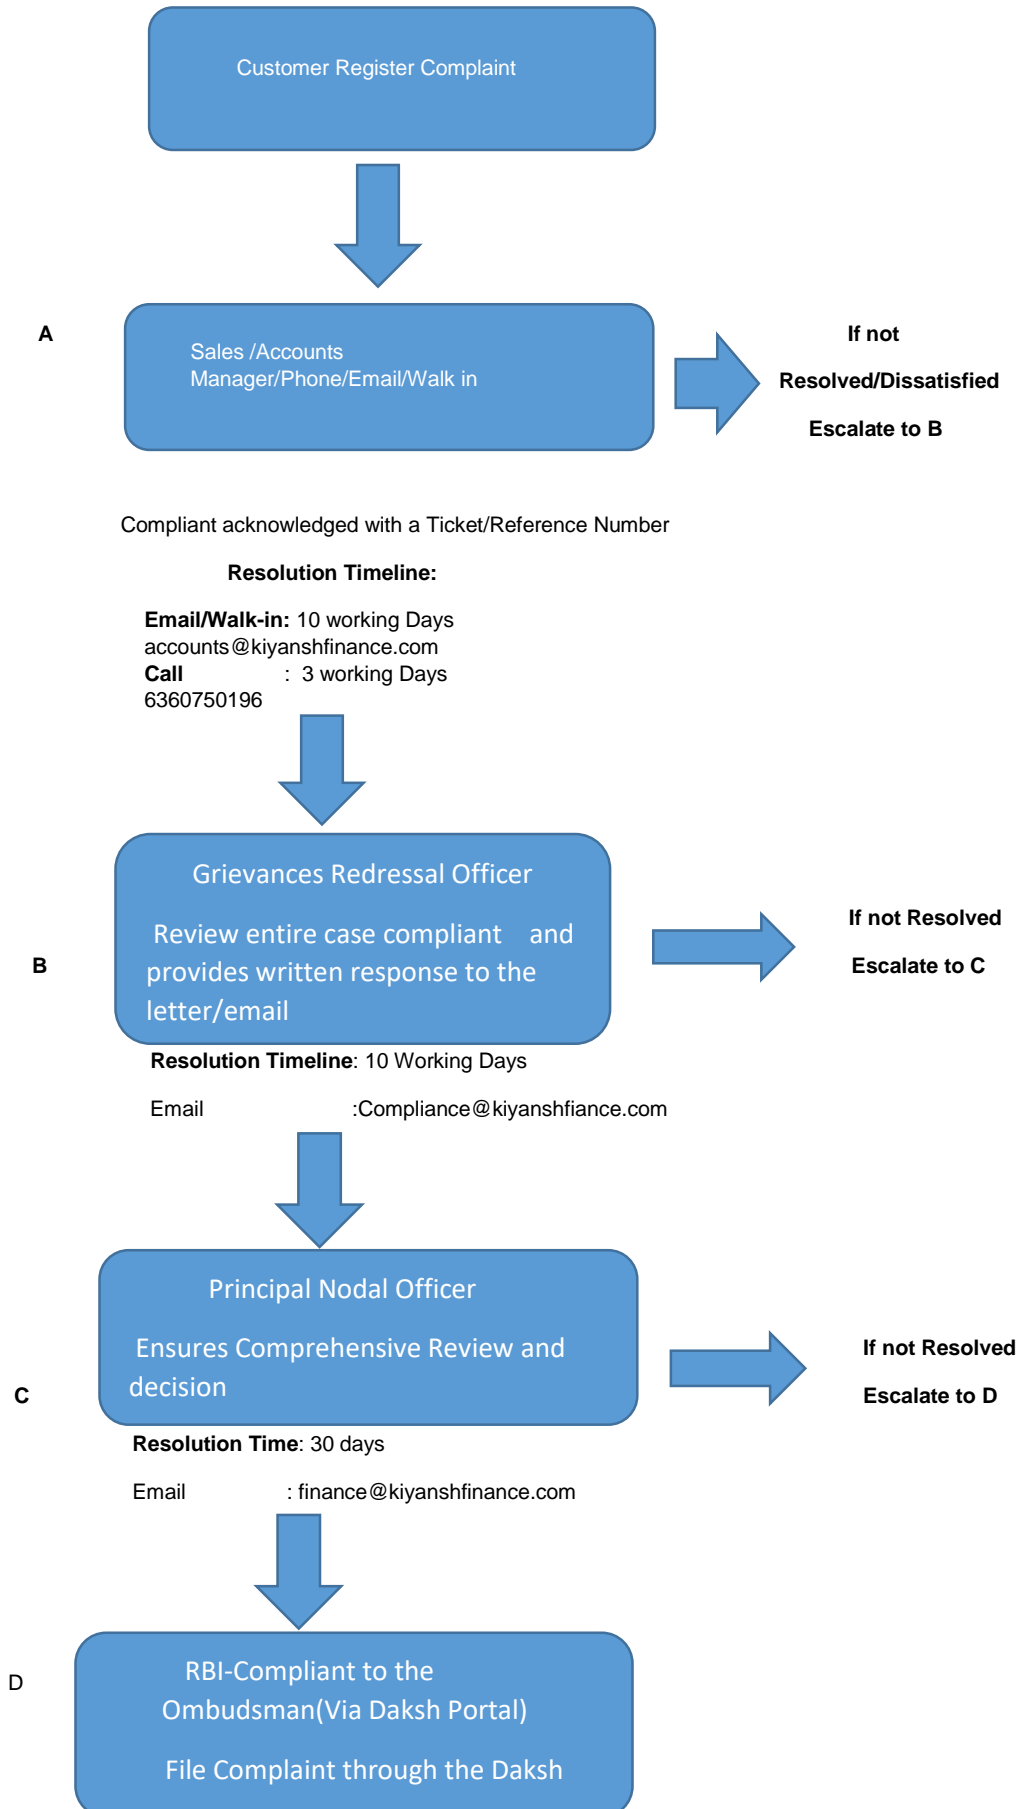 Customer Register Complaint
A
Sales /Accounts
Manager/Phone/Email/Walk in
If not
Resolved/Dissatisfied
Escalate to B
Compliant acknowledged with a Ticket/Reference Number
Resolution Timeline:
Email/Walk-in: 10 working Days
accounts@kiyanshfinance.com
Call : 3 working Days
6360750196
Grievances Redressal Officer
Review entire case compliant and
provides written response to the
letter/email
B
If not Resolved
Escalate to C
Resolution Timeline: 10 Working Days
Email :Compliance@kiyanshfiance.com
Principal Nodal Officer
Ensures Comprehensive Review and
decision
C
If not Resolved
Escalate to D
Resolution Time: 30 days
Email : finance@kiyanshfinance.com
D
RBI-Compliant to the
Ombudsman(Via Daksh Portal)
File Complaint through the Daksh